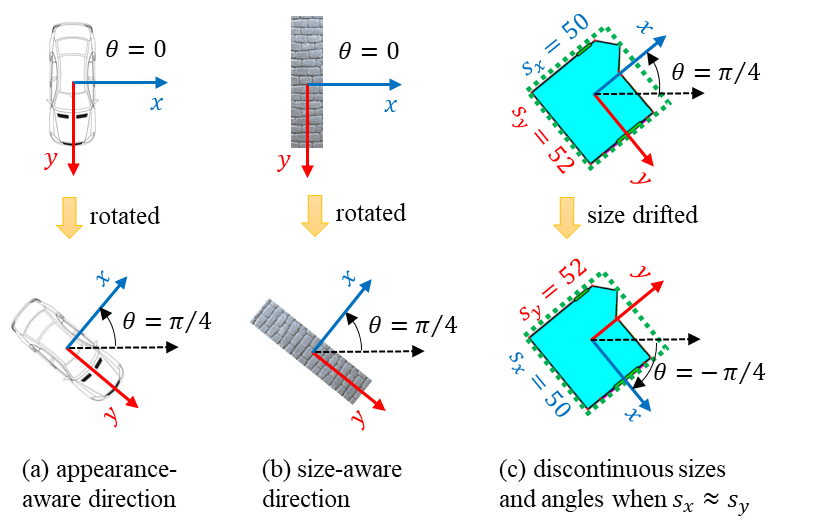 θ = 0
x
y
rotated
x
θ = π/4
y
(a) appearance-
aware direction
θ = 0
x
y
rotated
x
θ = π/4
y
(b) size-aware
direction
s_x = 50
x
θ = π/4
s_y = 52
y
size drifted
s_y = 52
y
s_x = 50
θ = −π/4
x
(c) discontinuous sizes
and angles when s_x ≈ s_y